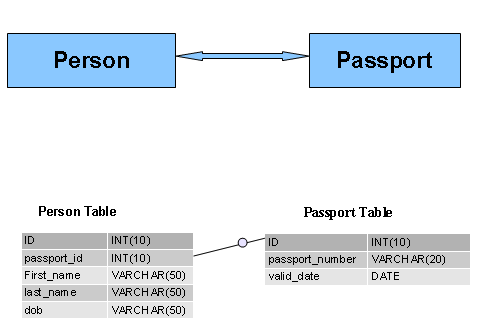 Person Passport
Person Table Passport Table
ID INT(10)
passport_id INT(10)
First_name VARCHAR(50)
last_name VARCHAR(50)
dob VARCHAR(50)
ID INT(10)
passport_number VARCHAR(20)
valid_date DATE